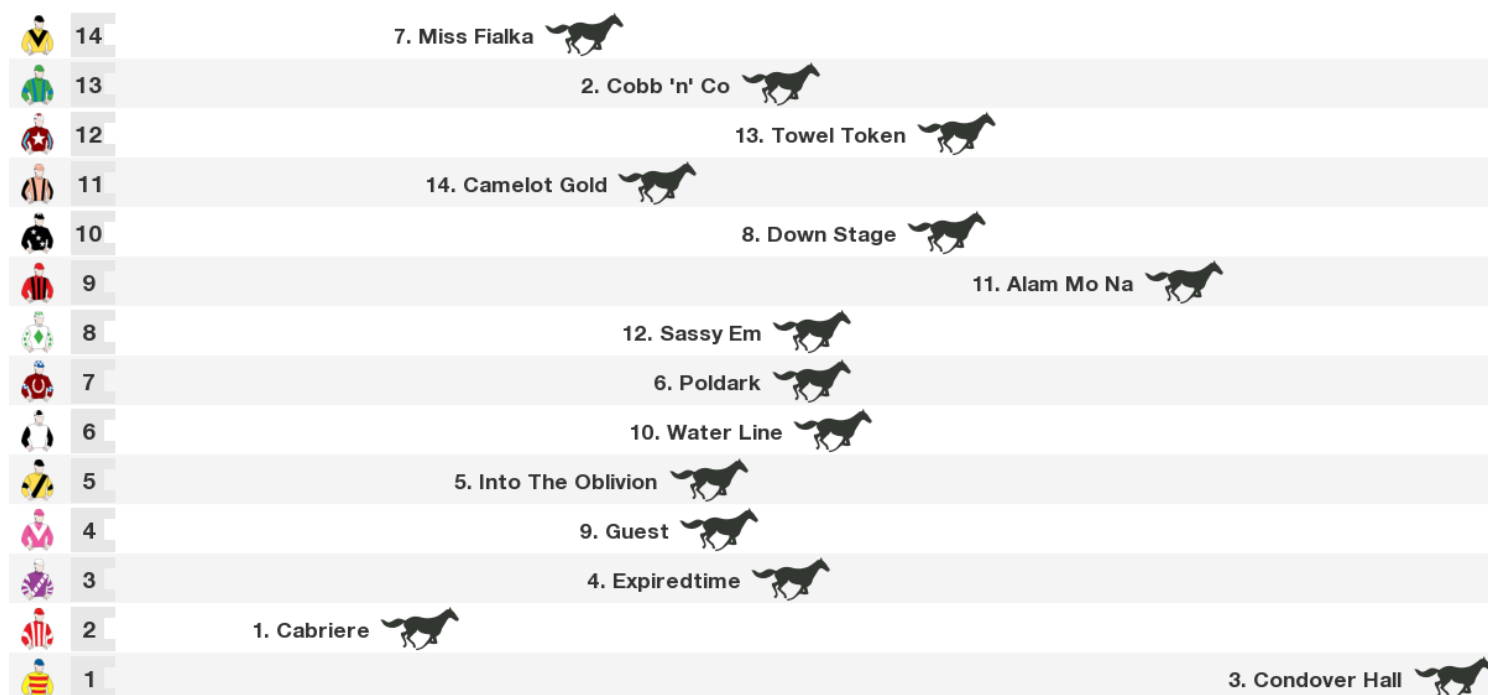 14 7. Miss Fialka
13 2. Cobb 'n' Co
12 13. Towel Token
11 14. Camelot Gold
10 8. Down Stage
9 11. Alam Mo Na
8 12. Sassy Em
7 6. Poldark
6 10. Water Line
5 5. Into The Oblivion
4 9. Guest
3 4. Expiredtime
2 1. Cabriere
1 3. Condover Hall